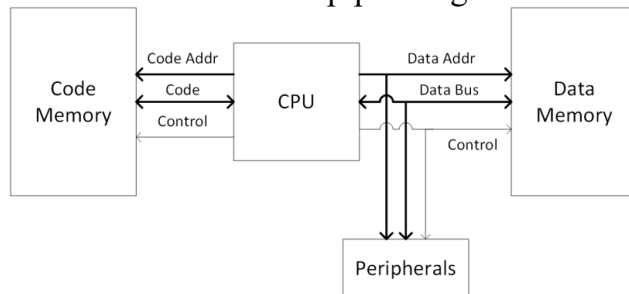 Code Addr
Data Addr
Code
Memory
Code
CPU
Data Bus
Data
Memory
Control
Control
Peripherals